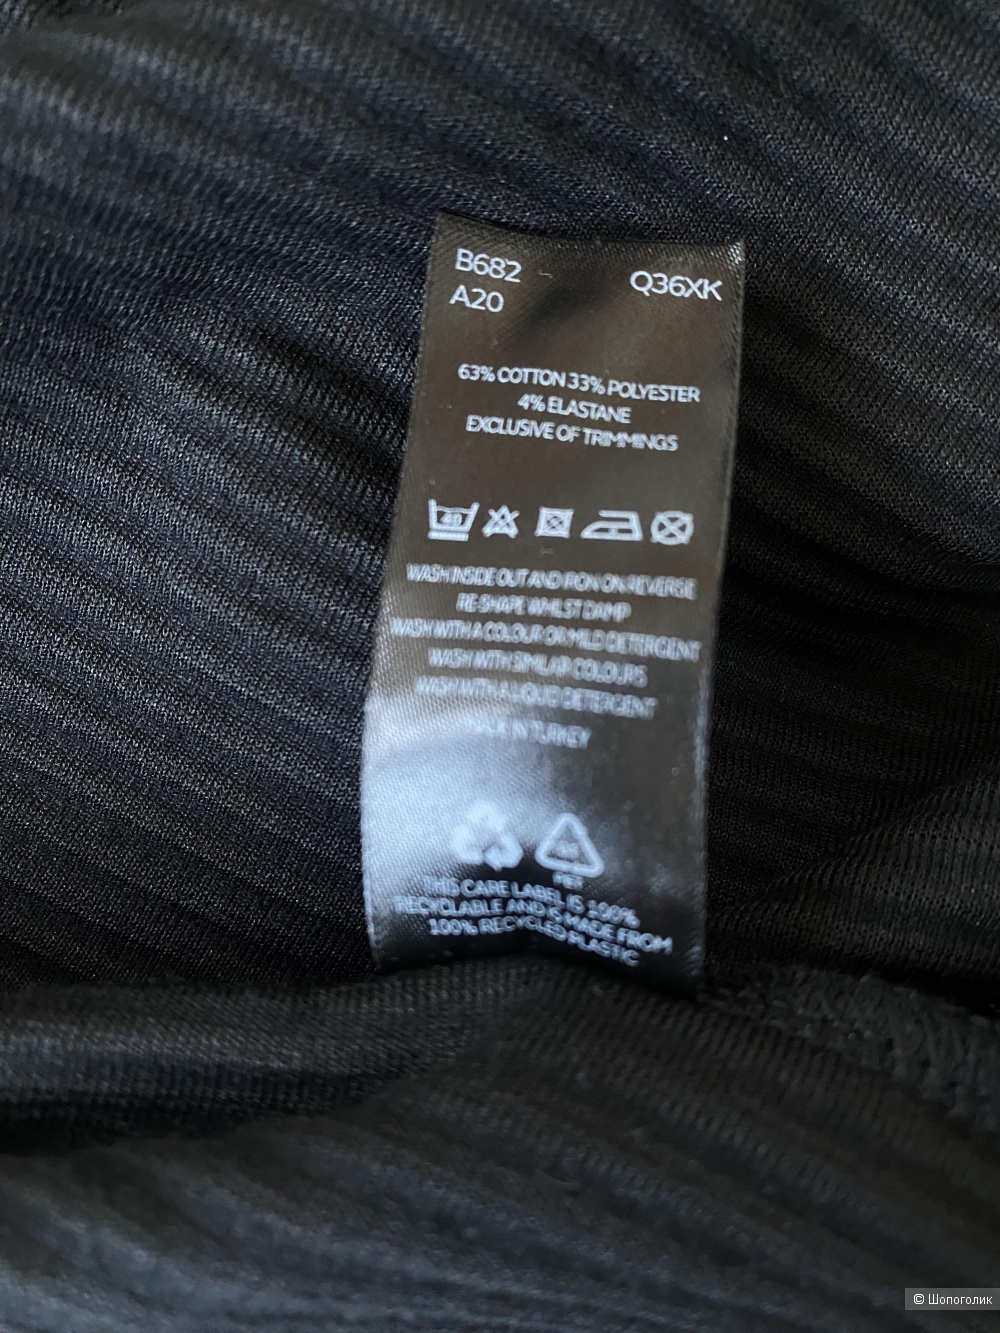 B682
Q36XK
A20
63% COTTON 33% POLYESTER
4% ELASTANE
EXCLUSIVE OF TRIMMINGS
40
WASH INSIDE OUT AND IRON ON REVERSE
RE-SHAPE WHILST DAMP
WASH WITH A COLOUR OR MILD DETERGENT
WASH WITH SIMILAR COLOURS
WASH WITH A LIQUID DETERGENT
MADE IN TURKEY
THIS CARE LABEL IS 100%
RECYCLABLE AND IS MADE FROM
100% RECYCLED PLASTIC
© Шопоголик